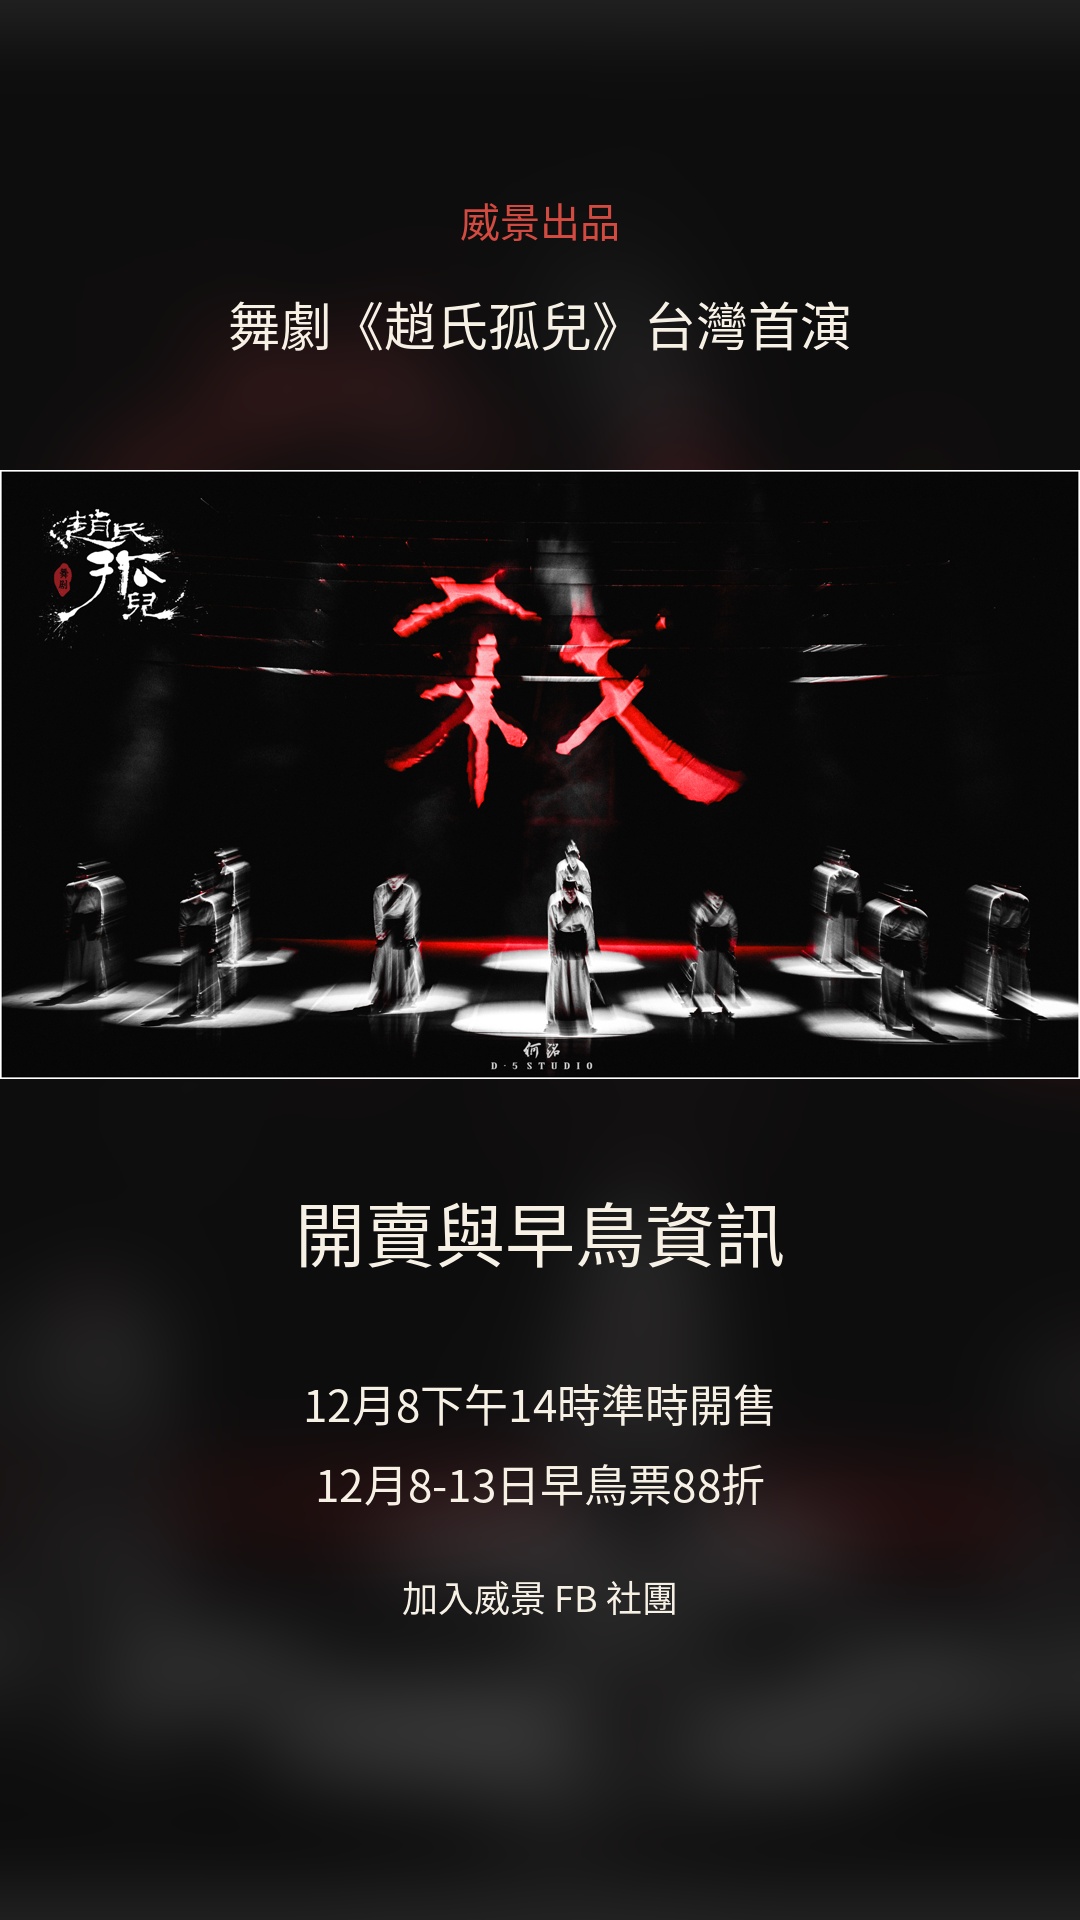 威景出品
舞劇《趙氏孤兒》台灣首演
趙氏
孤
兒
舞劇
殺
何洺
D·5STUDIO
開賣與早鳥資訊
12月8下午14時準時開售
12月8-13日早鳥票88折
加入威景 FB 社團